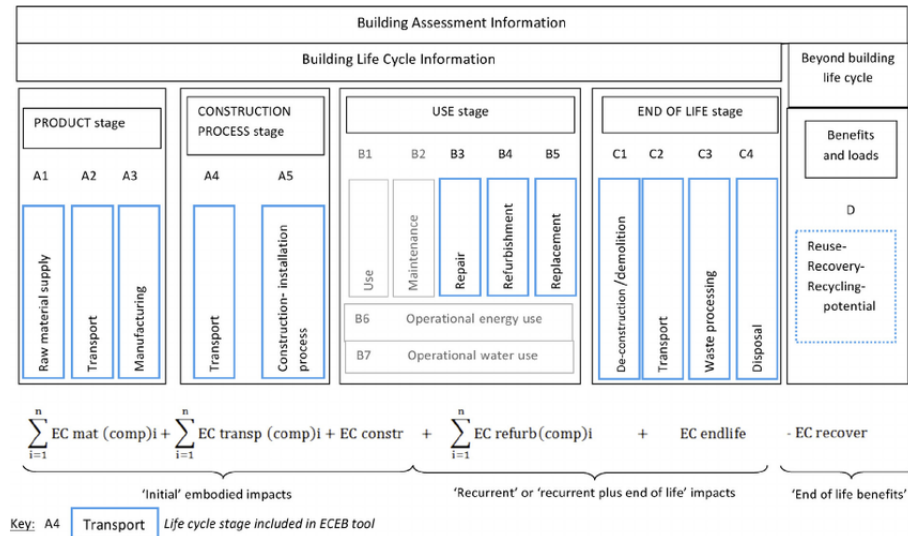 Building Assessment Information
Building Life Cycle Information
Beyond building
life cycle
PRODUCT stage
CONSTRUCTION
PROCESS stage
USE stage
END OF LIFE stage
Benefits
and loads
A1 A2 A3
A4 A5
B1 B2 B3 B4 B5
C1 C2 C3 C4
D
Raw material supply
Transport
Manufacturing
Transport
Construction- installation
process
Use
Maintenance
Repair
Refurbishment
Replacement
B6 Operational energy use
B7 Operational water use
De-construction/demolition
Transport
Waste processing
Disposal
Reuse-
Recovery-
Recycling-
potential
n ∑ i=1 EC mat (comp)i + n ∑ i=1 EC transp (comp)i + EC constr + n ∑ i=1 EC refurb(comp)i + EC endlife - EC recover
'Initial' embodied impacts
'Recurrent' or 'recurrent plus end of life' impacts
'End of life benefits'
Key: A4 Transport Life cycle stage included in ECEB tool